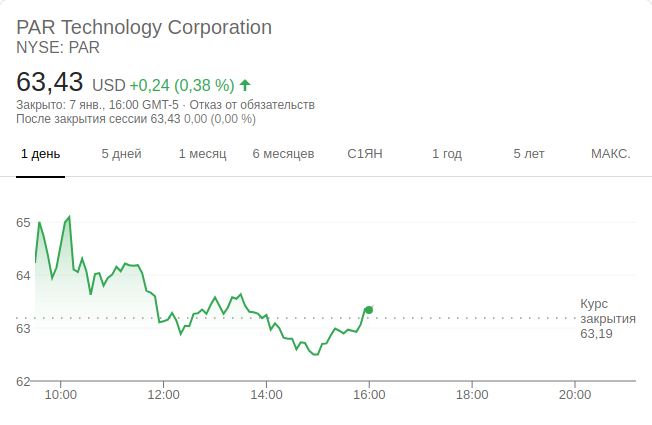 PAR Technology Corporation
NYSE: PAR
63,43 USD +0,24 (0,38 %)
Закрыто: 7 янв., 16:00 GMT-5 · Отказ от обязательств
После закрытия сессии 63,43 0,00 (0,00 %)
1 день 5 дней 1 месяц 6 месяцев С1ЯН 1 год 5 лет МАКС.
65
64
Курс
закрытия
63,19
63
62
10:00 12:00 14:00 16:00 18:00 20:00